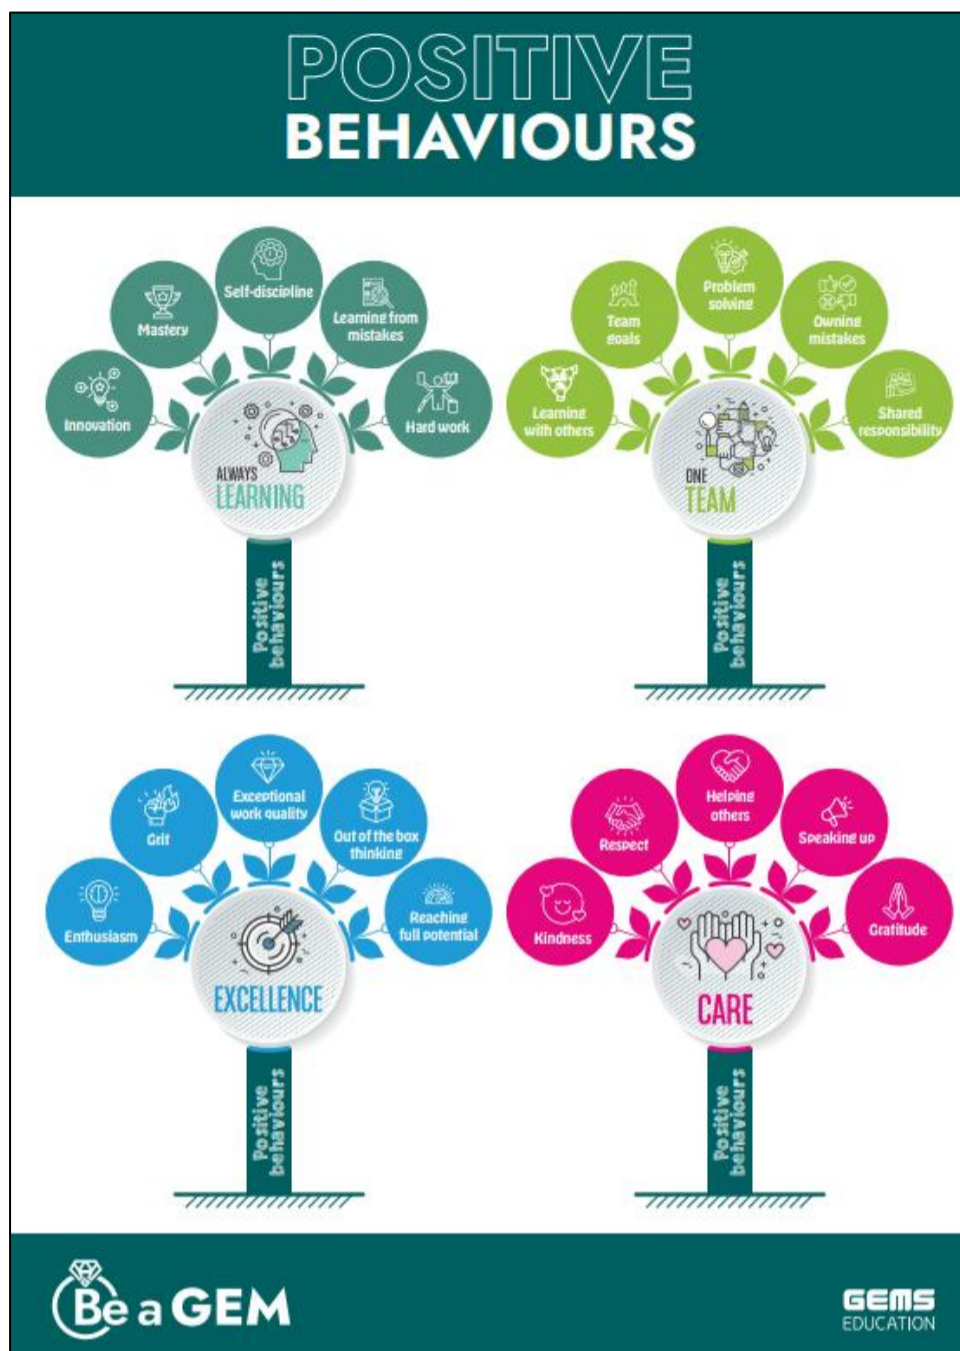 POSITIVE
BEHAVIOURS
Innovation
Mastery
Self-discipline
Learning from
mistakes
Hard work
ALWAYS
LEARNING
Positive
behaviours
Learning
with others
Team
goals
Problem
solving
Owning
mistakes
Shared
responsibility
ONE
TEAM
Positive
behaviours
Enthusiasm
Grit
Exceptional
work quality
Out of the box
thinking
Reaching
full potential
EXCELLENCE
Positive
behaviours
Kindness
Respect
Helping
others
Speaking up
Gratitude
CARE
Positive
behaviours
Be a GEM
GEMS
EDUCATION